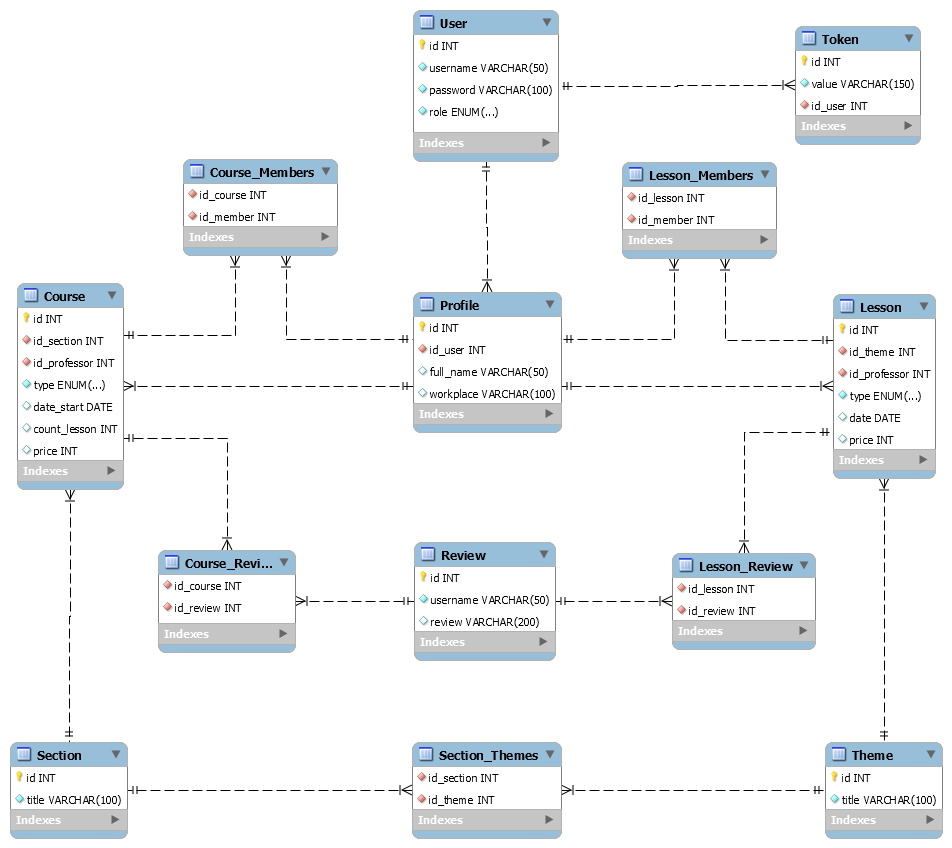 User
id INT
username VARCHAR(50)
password VARCHAR(100)
role ENUM(...)
Indexes
Token
id INT
value VARCHAR(150)
id_user INT
Indexes
Course_Members
id_course INT
id_member INT
Indexes
Lesson_Members
id_lesson INT
id_member INT
Indexes
Course
id INT
id_section INT
id_professor INT
type ENUM(...)
date_start DATE
count_lesson INT
price INT
Indexes
Profile
id INT
id_user INT
full_name VARCHAR(50)
workplace VARCHAR(100)
Indexes
Lesson
id INT
id_theme INT
id_professor INT
type ENUM(...)
date DATE
price INT
Indexes
Course_Revi...
id_course INT
id_review INT
Indexes
Review
id INT
username VARCHAR(50)
review VARCHAR(200)
Indexes
Lesson_Review
id_lesson INT
id_review INT
Indexes
Section
id INT
title VARCHAR(100)
Indexes
Section_Themes
id_section INT
id_theme INT
Indexes
Theme
id INT
title VARCHAR(100)
Indexes